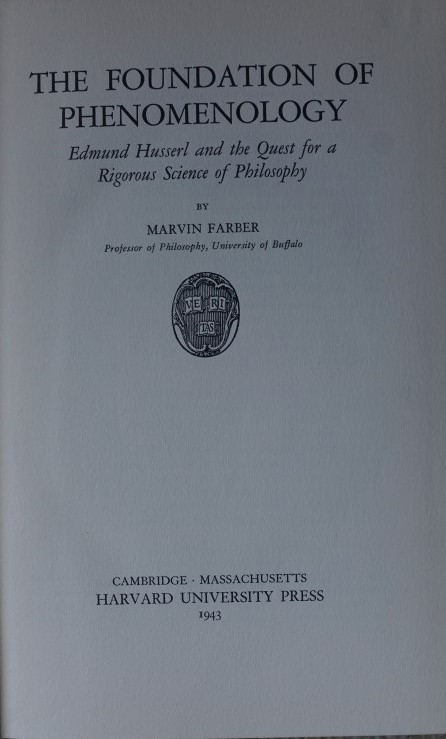 THE FOUNDATION OF
PHENOMENOLOGY
Edmund Husserl and the Quest for a
Rigorous Science of Philosophy
BY
MARVIN FARBER
Professor of Philosophy, University of Buffalo
VE RI
TAS
CAMBRIDGE · MASSACHUSETTS
HARVARD UNIVERSITY PRESS
1943